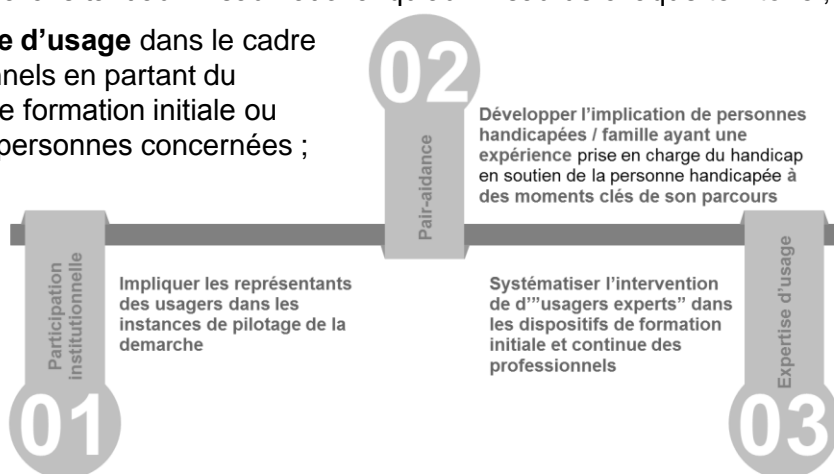 e d'usage dans le cadre
nnels en partant du
e formation initiale ou
personnes concernées ;
02
Pair-aidance
Développer l'implication de personnes
handicapées / famille ayant une
expérience prise en charge du handicap
en soutien de la personne handicapée à
des moments clés de son parcours
Participation
institutionnelle
01
Impliquer les représentants
des usagers dans les
instances de pilotage de la
demarche
Systématiser l'intervention
de d'"usagers experts" dans
les dispositifs de formation
initiale et continue des
professionnels
Expertise d'usage
03